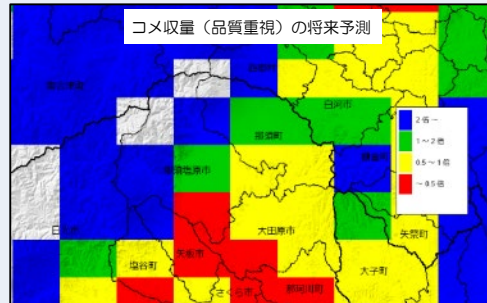 コメ収量（品質重視）の将来予測
白河市
那須町
2倍～
1～2倍
0.5～1倍
～0.5倍
那須塩原市
大田原市
矢祭町
矢板市
塩谷町
大子町
那珂川町
さくら市